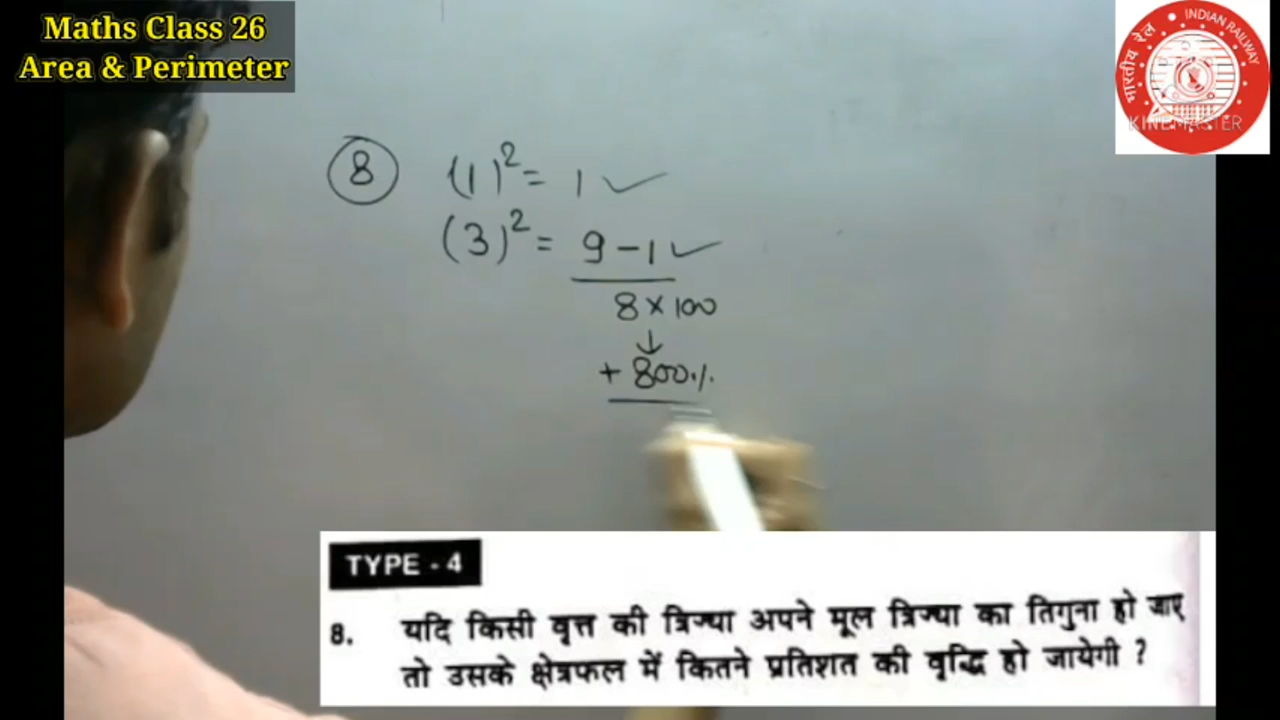 Maths Class 26
Area & Perimeter
भारतीय रेल • INDIAN RAILWAY
KINEMASTER
8 (1)² = 1 ✓
(3)² = 9 – 1 ✓
8 × 100
↓
+ 800%
TYPE - 4
8. यदि किसी वृत्त की त्रिज्या अपने मूल त्रिज्या का तिगुना हो जाए
तो उसके क्षेत्रफल में कितने प्रतिशत की वृद्धि हो जायेगी ?